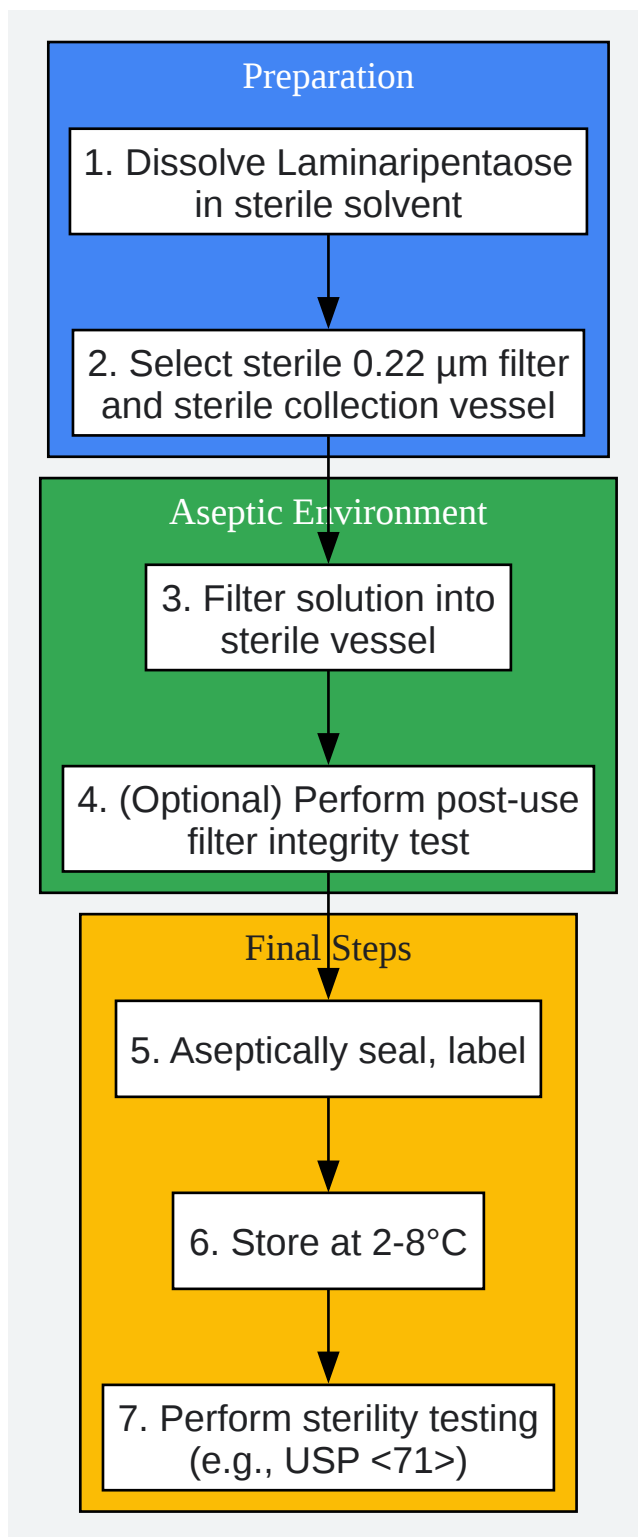 Preparation
1. Dissolve Laminaripentaose
in sterile solvent
2. Select sterile 0.22 µm filter
and sterile collection vessel
Aseptic Environment
3. Filter solution into
sterile vessel
4. (Optional) Perform post-use
filter integrity test
Final Steps
5. Aseptically seal, label
6. Store at 2-8°C
7. Perform sterility testing
(e.g., USP <71>)